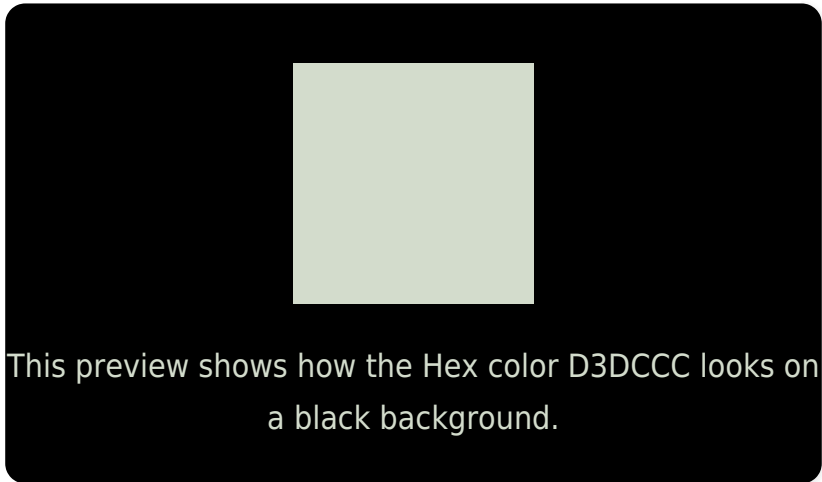 This preview shows how the Hex color D3DCCC looks on
a black background.